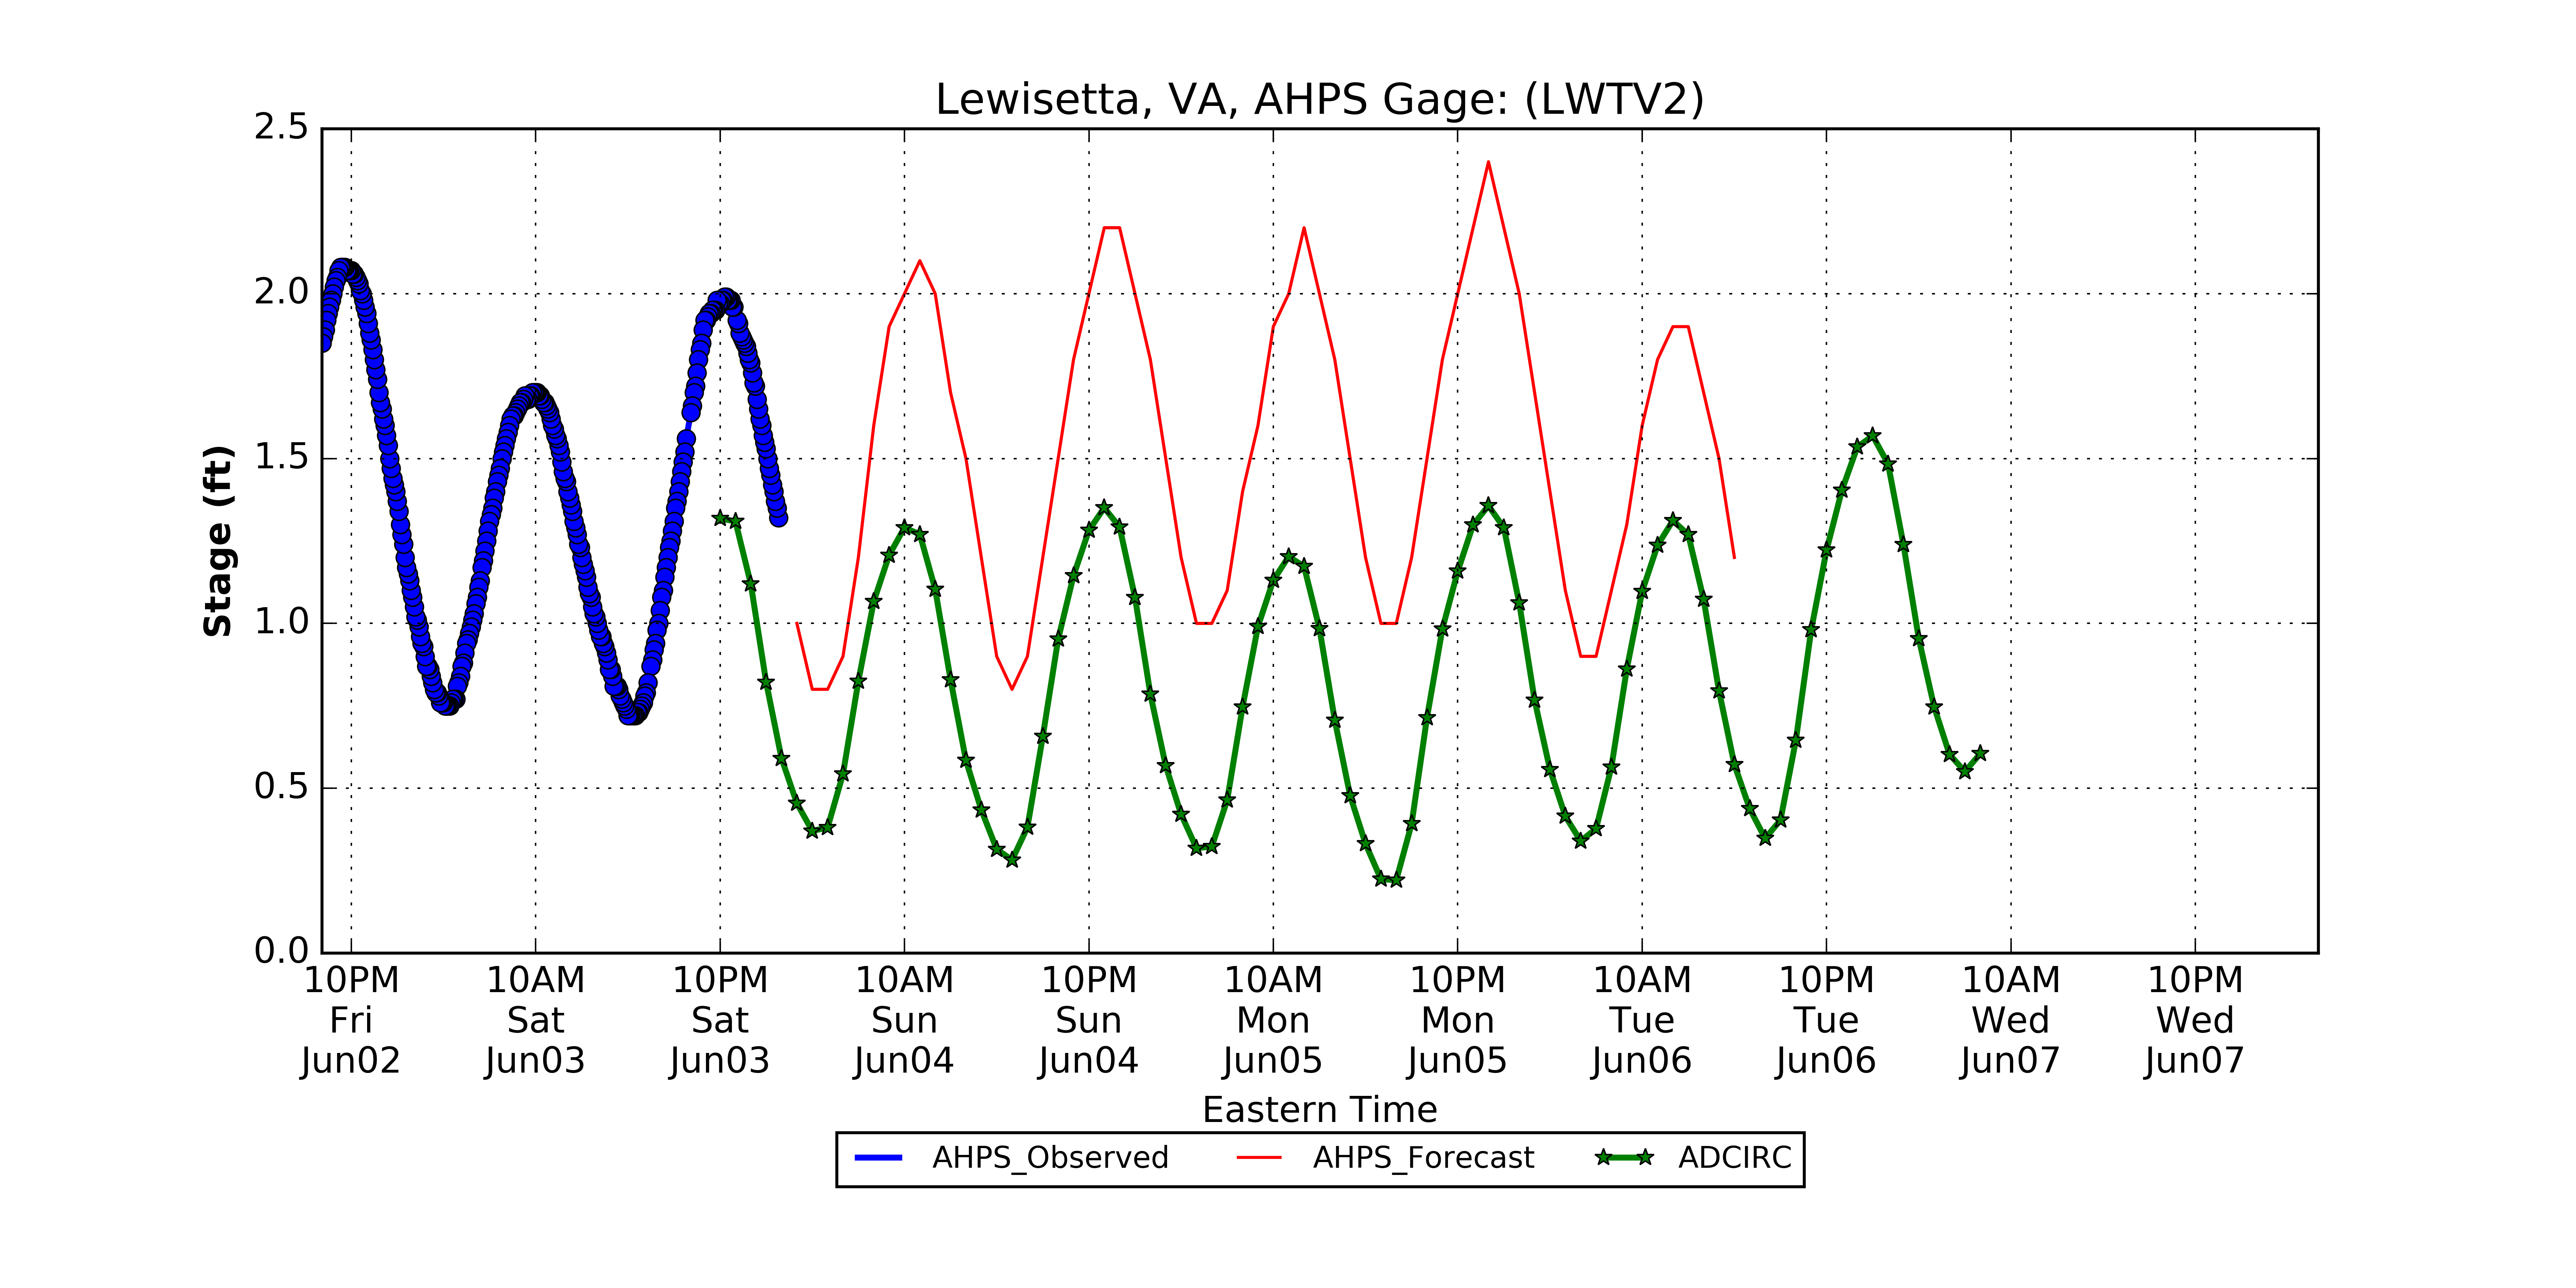 Lewisetta, VA, AHPS Gage: (LWTV2)
2.5
2.0
1.5
1.0
0.5
0.0
Stage (ft)
10PM 10AM 10PM 10AM 10PM 10AM 10PM 10AM 10PM 10AM 10PM
Fri Sat Sat Sun Sun Mon Mon Tue Tue Wed Wed
Jun02 Jun03 Jun03 Jun04 Jun04 Jun05 Jun05 Jun06 Jun06 Jun07 Jun07
Eastern Time
AHPS_Observed AHPS_Forecast ADCIRC